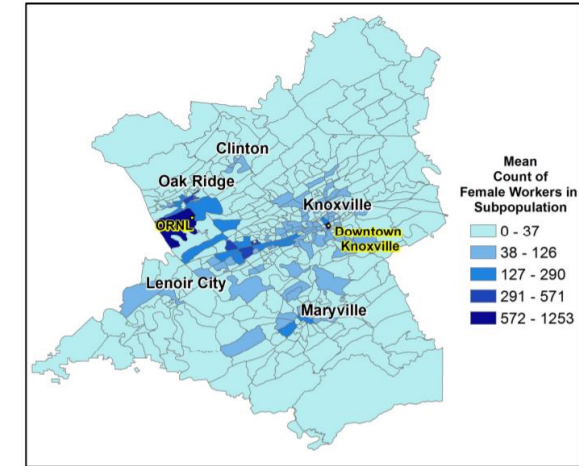 Clinton
Oak Ridge
Knoxville
ORNL
Downtown
Knoxville
Lenoir City
Maryville
Mean
Count of
Female Workers in
Subpopulation
0 - 37
38 - 126
127 - 290
291 - 571
572 - 1253